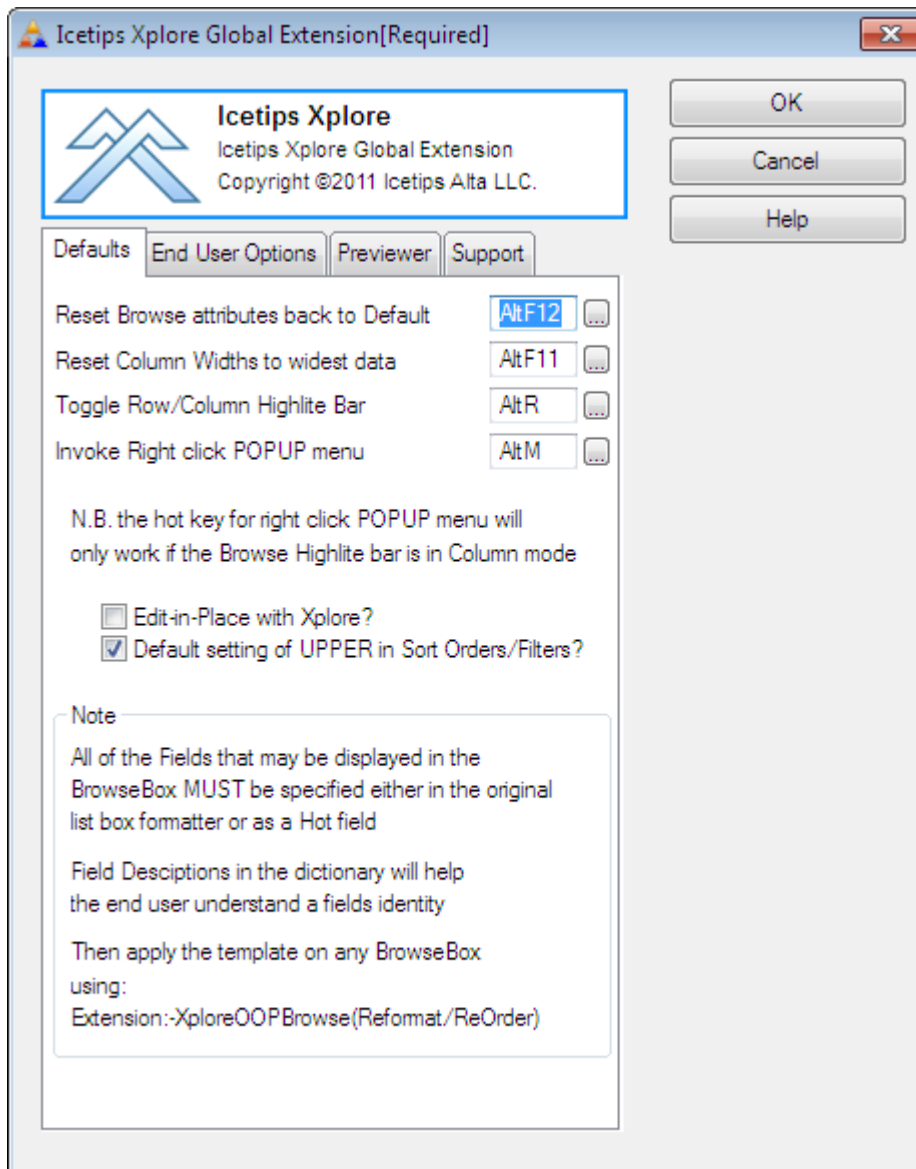 Icetips Xplore Global Extension[Required]
Icetips Xplore
Icetips Xplore Global Extension
Copyright ©2011 Icetips Alta LLC.
OK
Cancel
Help
Defaults End User Options Previewer Support
Reset Browse attributes back to Default AltF12 ...
Reset Column Widths to widest data AltF11 ...
Toggle Row/Column Highlite Bar AltR ...
Invoke Right click POPUP menu AltM ...
N.B. the hot key for right click POPUP menu will
only work if the Browse Highlite bar is in Column mode
Edit-in-Place with Xplore?
Default setting of UPPER in Sort Orders/Filters?
Note
All of the Fields that may be displayed in the
BrowseBox MUST be specified either in the original
list box formatter or as a Hot field
Field Desciptions in the dictionary will help
the end user understand a fields identity
Then apply the template on any BrowseBox
using:
Extension:-XploreOOPBrowse(Reformat/ReOrder)